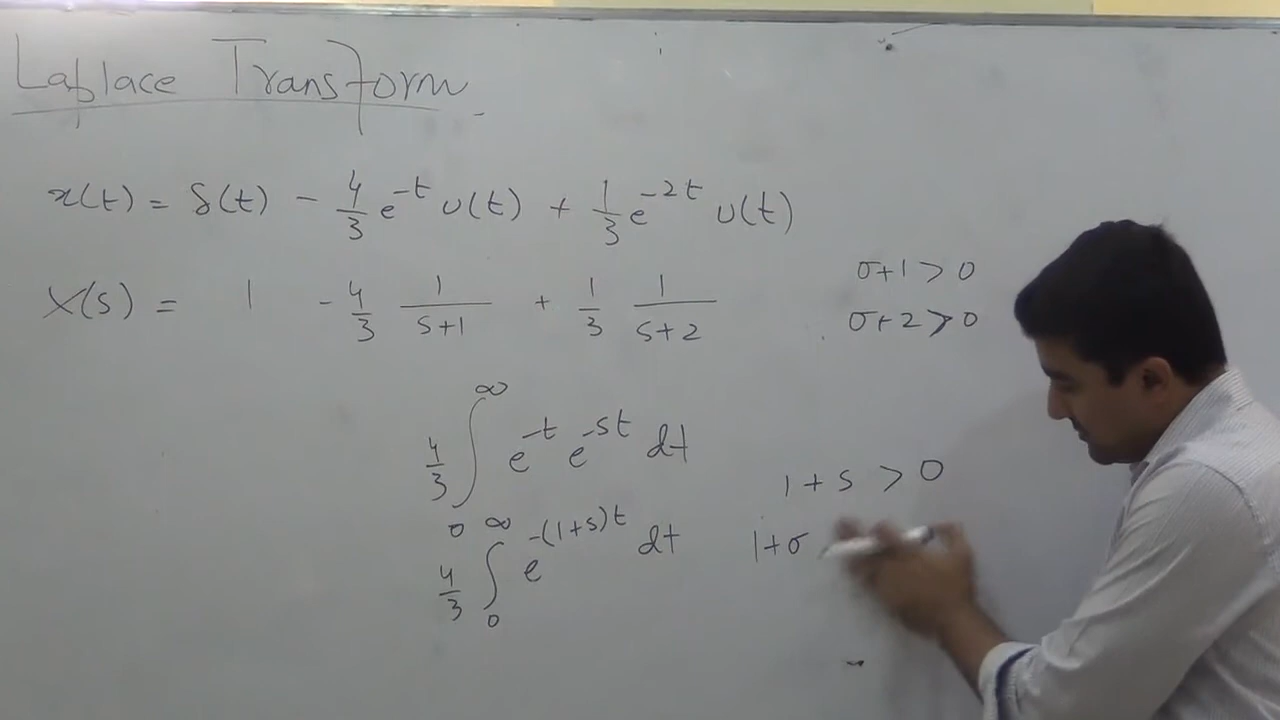 Laplace Transform
x(t) = δ(t) - 4/3 e^{-t} u(t) + 1/3 e^{-2t} u(t)
X(s) = 1 - 4/3 1/(s+1) + 1/3 1/(s+2)
σ+1 > 0
σ+2 > 0
4/3 ∫_0^∞ e^{-t} e^{-st} dt
1+s > 0
4/3 ∫_0^∞ e^{-(1+s)t} dt
1+σ